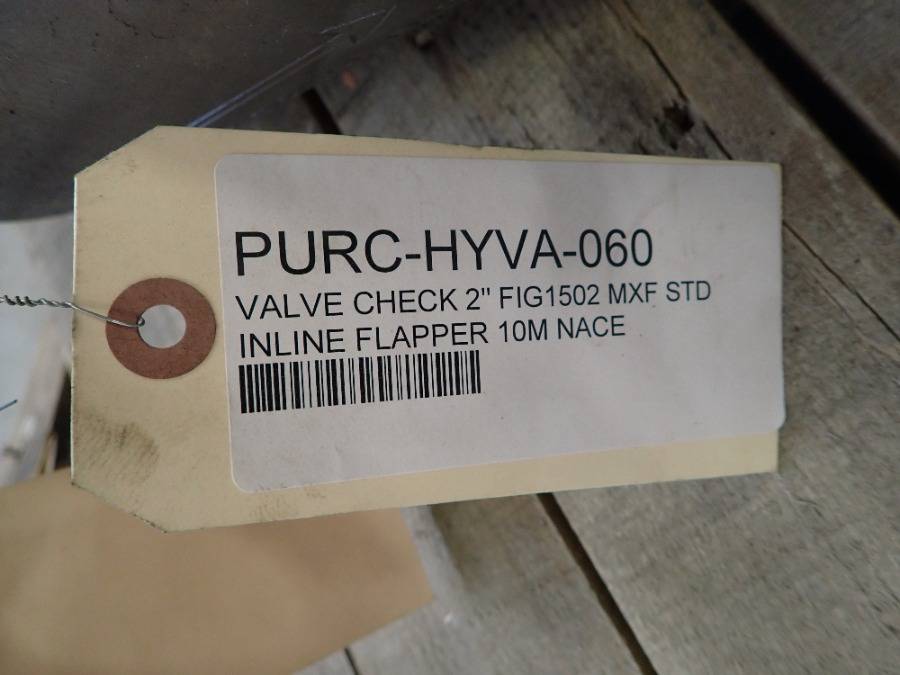 PURC-HYVA-060
VALVE CHECK 2" FIG1502 MXF STD
INLINE FLAPPER 10M NACE